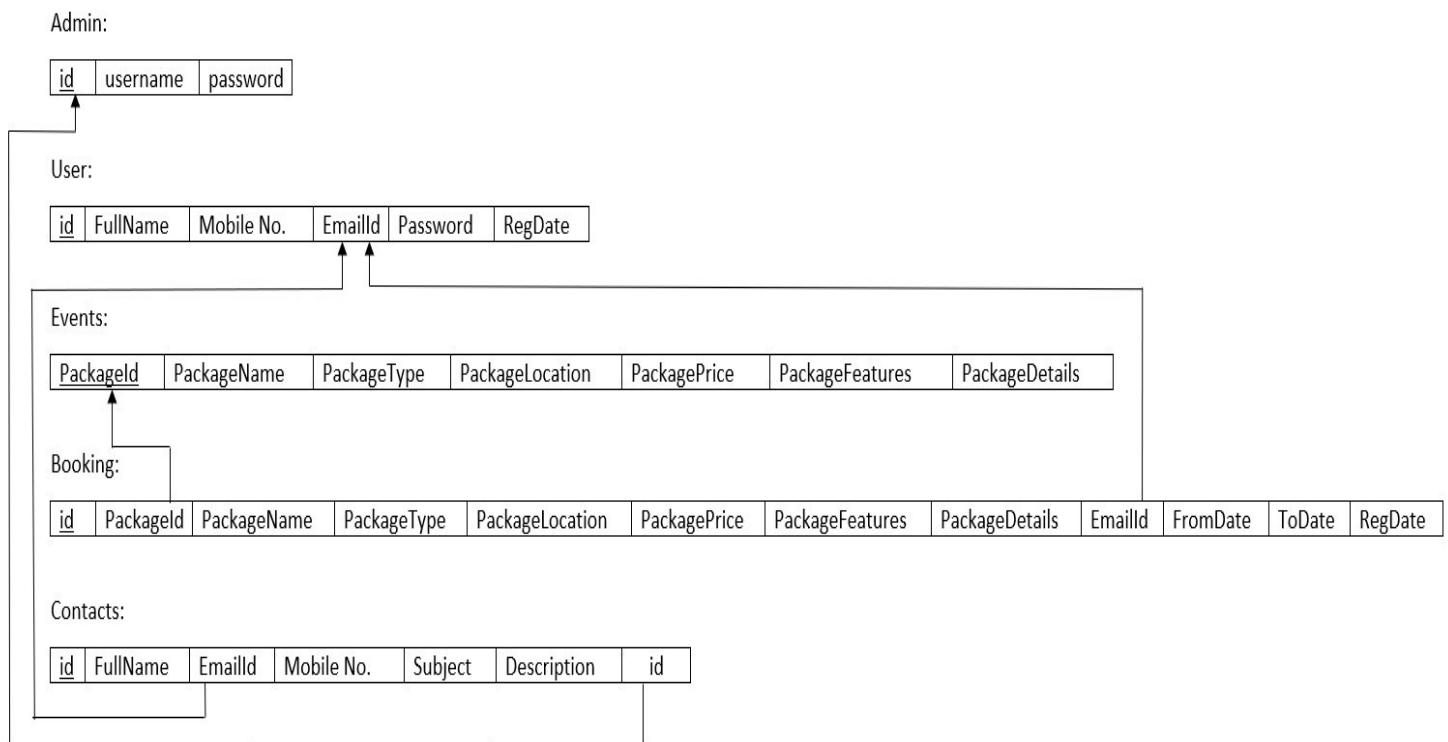 Admin:
id username password
User:
id FullName Mobile No. EmailId Password RegDate
Events:
PackageId PackageName PackageType PackageLocation PackagePrice PackageFeatures PackageDetails
Booking:
id PackageId PackageName PackageType PackageLocation PackagePrice PackageFeatures PackageDetails EmailId FromDate ToDate RegDate
Contacts:
id FullName EmailId Mobile No. Subject Description id